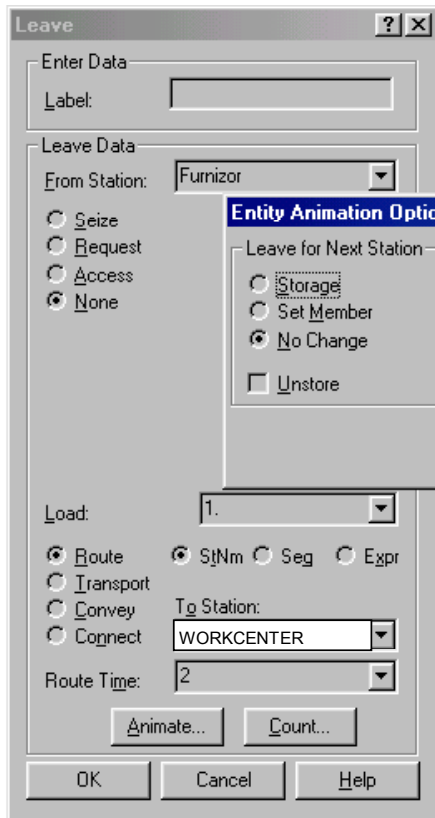 Leave
Enter Data
Label:
Leave Data
From Station: Furnizor
Seize
Request
Access
None
Entity Animation Optio
Leave for Next Station
Storage
Set Member
No Change
Unstore
Load: 1.
Route StNm Seg Expr
Transport
Convey To Station:
Connect WORKCENTER
Route Time: 2
Animate... Count...
OK Cancel Help